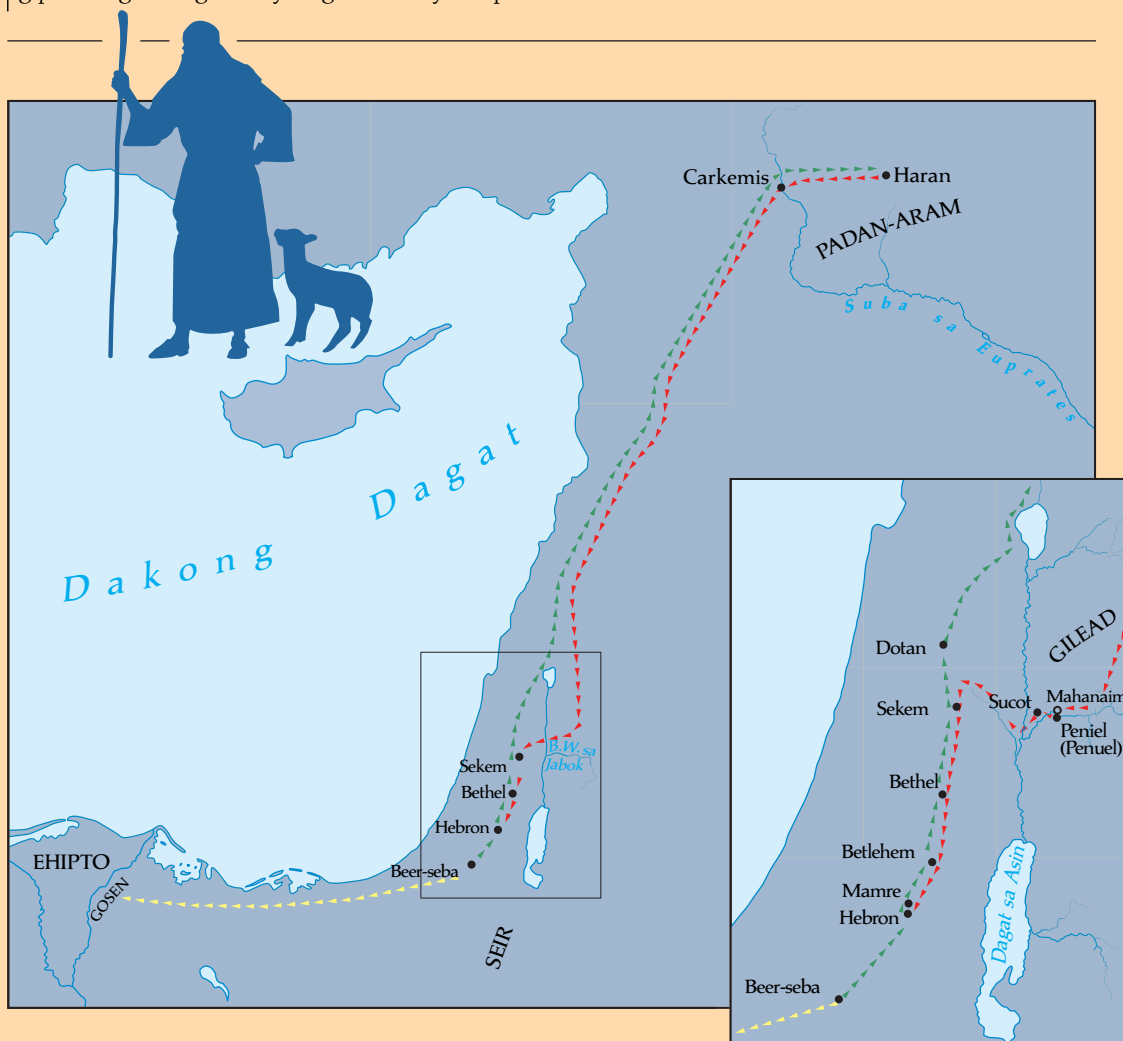 Carkemis
Haran
PADAN-ARAM
Suba sa Euprates
Dakong Dagat
B.W. sa
Jabok
Sekem
Bethel
Hebron
Beer-seba
EHIPTO
GOSEN
SEIR
Dotan
GILEAD
Sekem
Sucot
Mahanaim
Peniel
(Penuel)
Bethel
Betlehem
Mamre
Hebron
Dagat sa Asin
Beer-seba